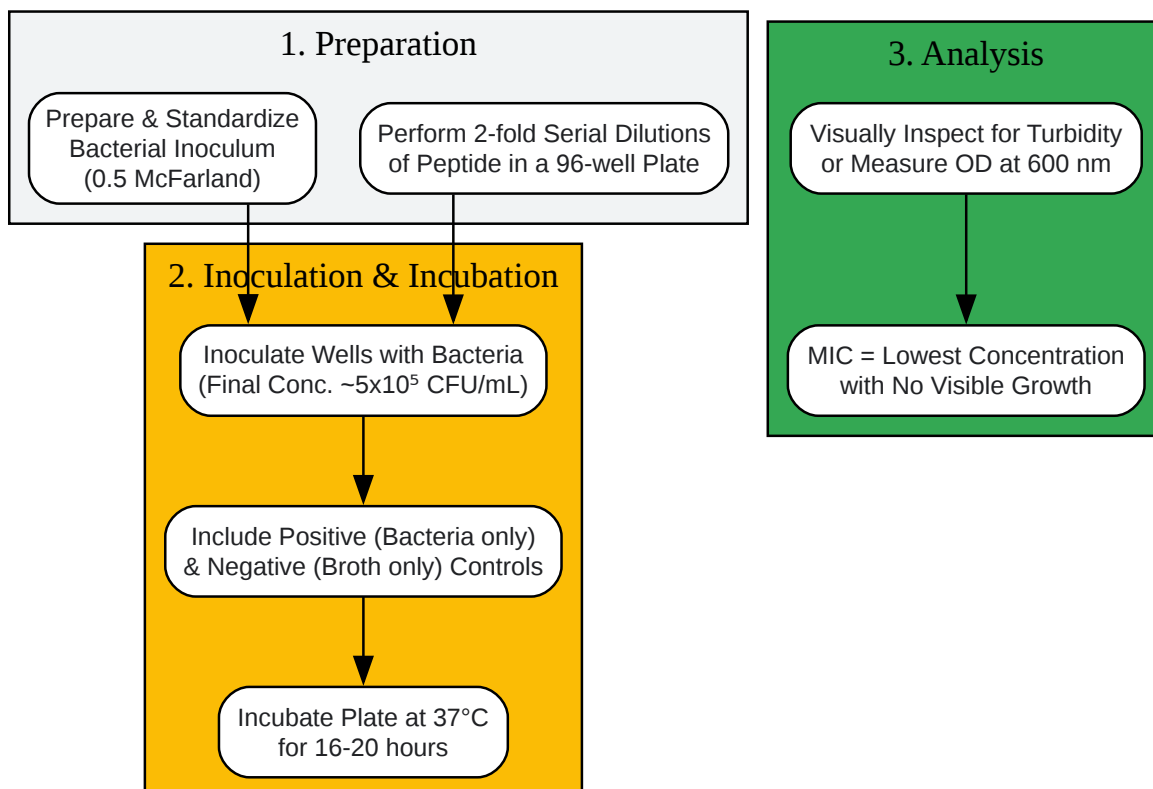 1. Preparation
Prepare & Standardize
Bacterial Inoculum
(0.5 McFarland)
Perform 2-fold Serial Dilutions
of Peptide in a 96-well Plate
2. Inoculation & Incubation
Inoculate Wells with Bacteria
(Final Conc. ~5x10⁵ CFU/mL)
Include Positive (Bacteria only)
& Negative (Broth only) Controls
Incubate Plate at 37°C
for 16-20 hours
3. Analysis
Visually Inspect for Turbidity
or Measure OD at 600 nm
MIC = Lowest Concentration
with No Visible Growth